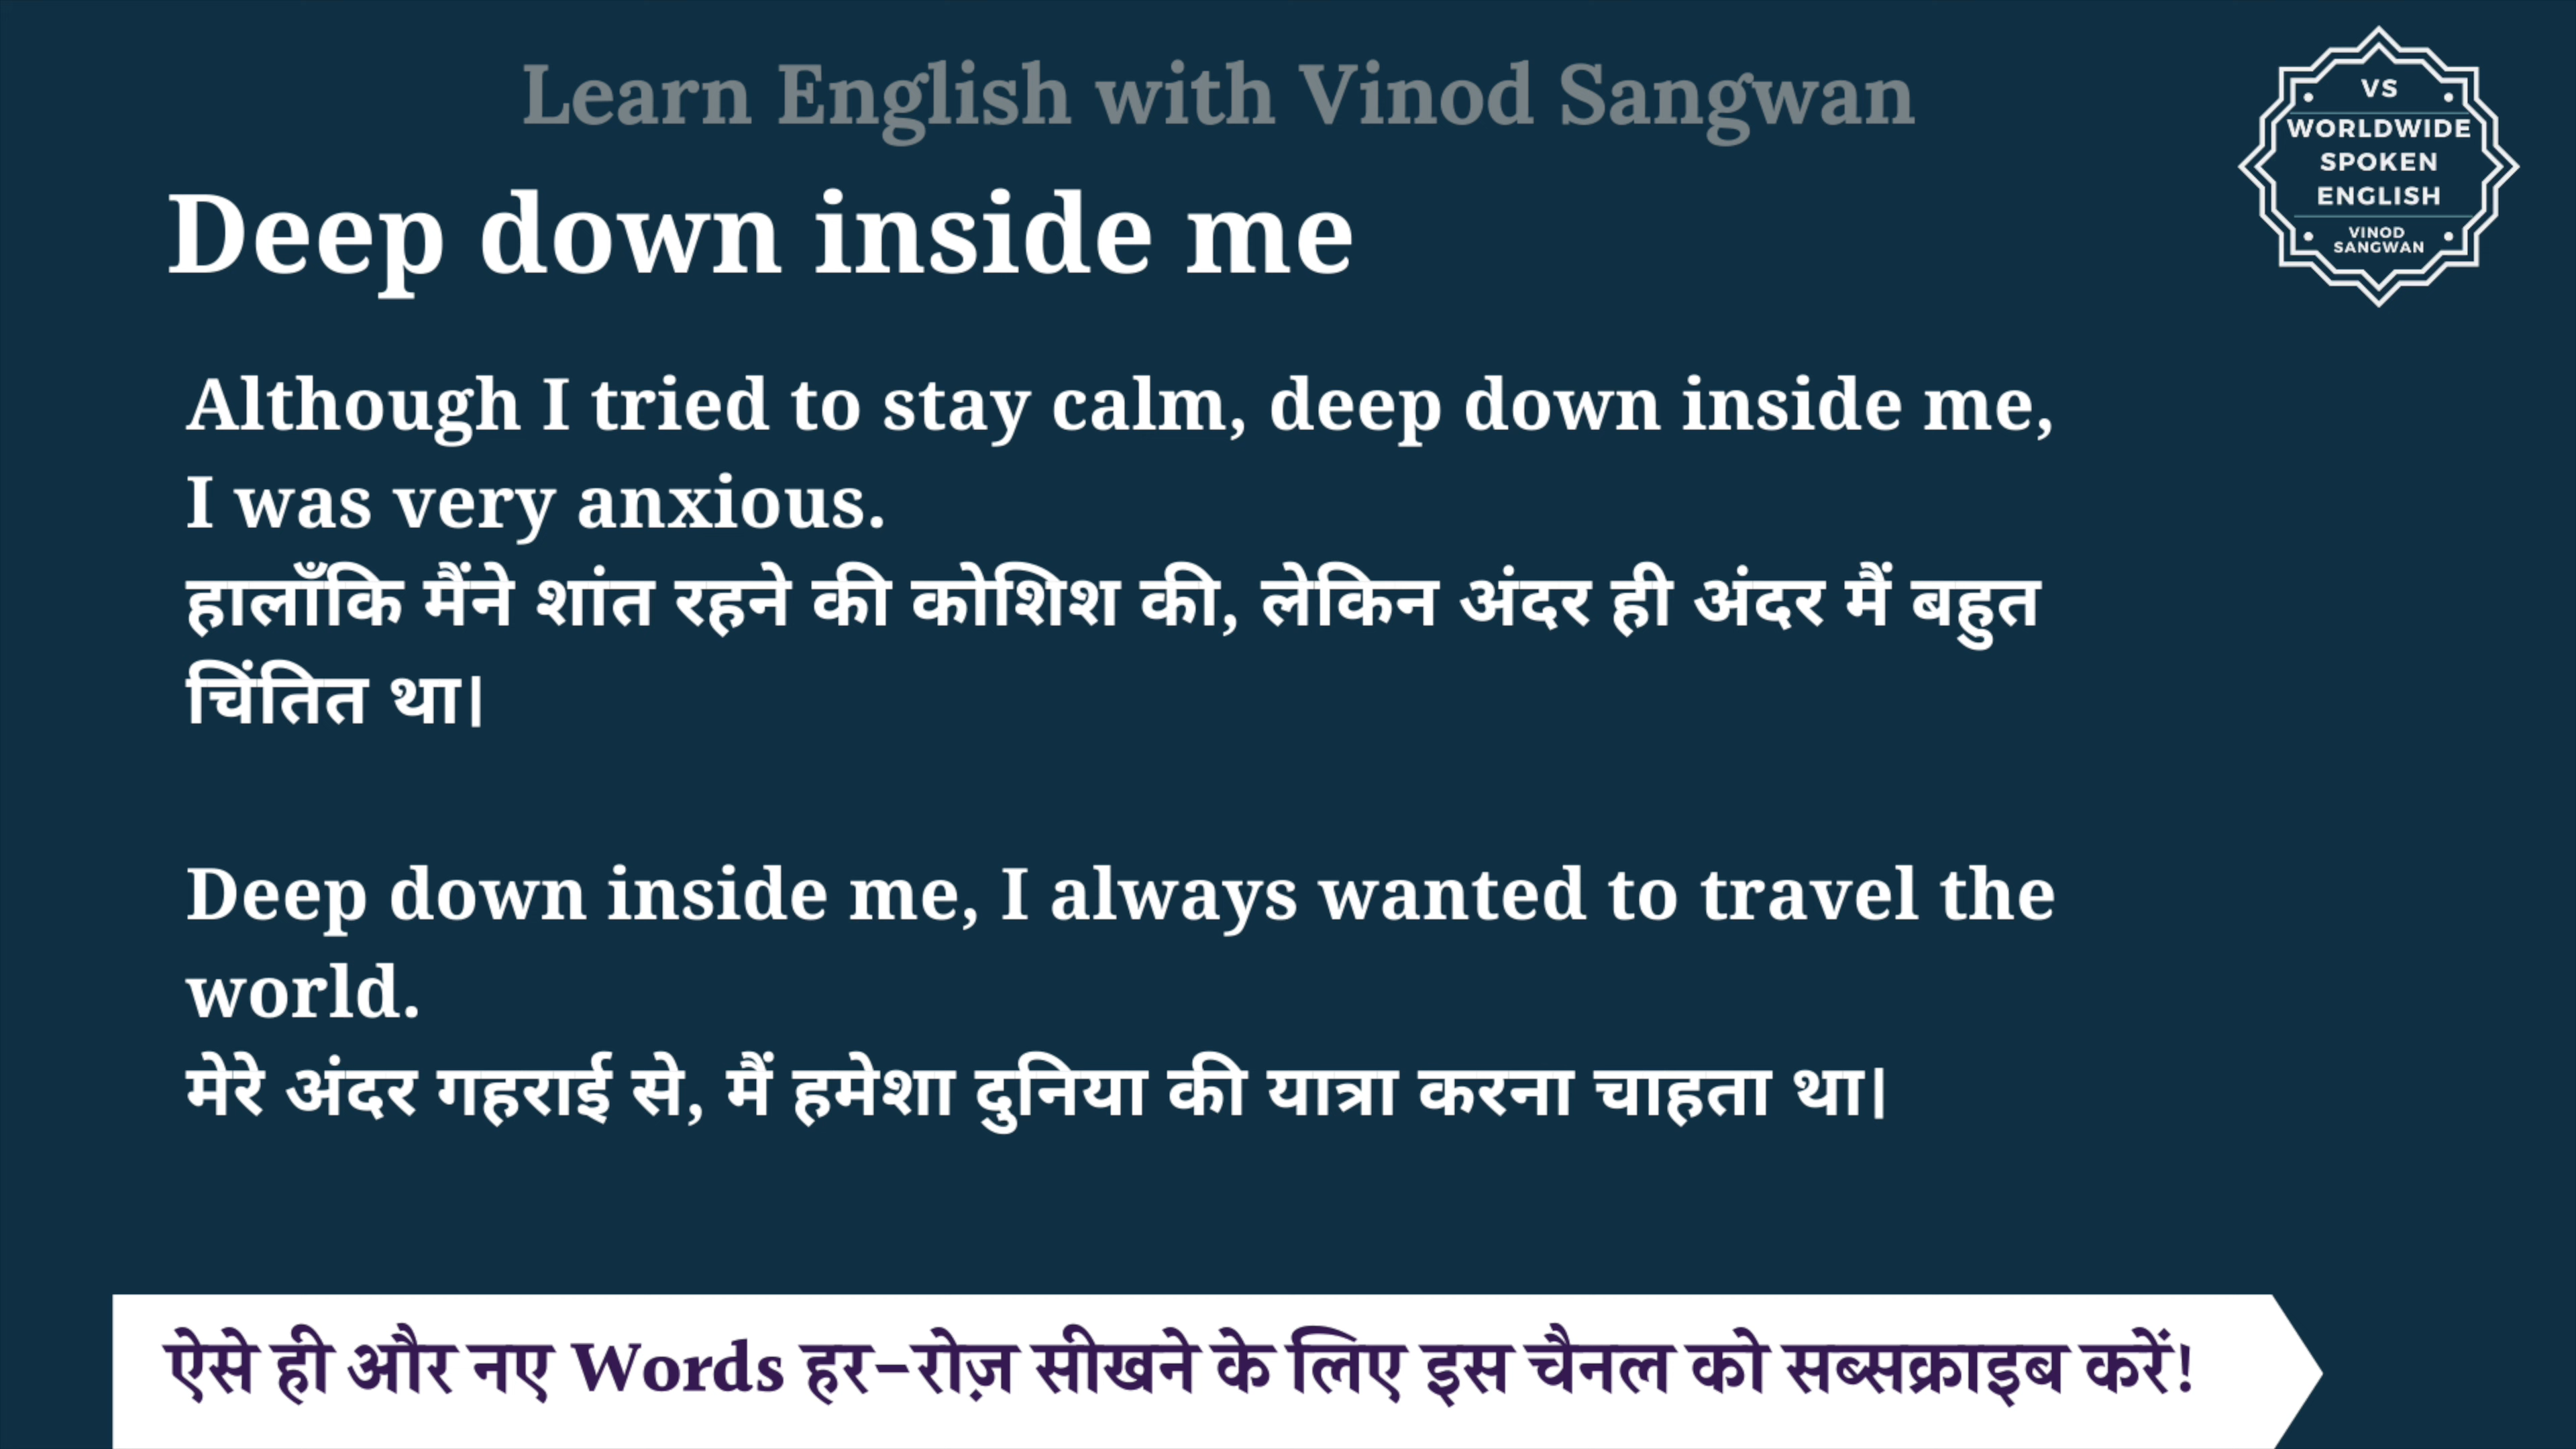 Learn English with Vinod Sangwan
VS
WORLDWIDE
SPOKEN
ENGLISH
VINOD
SANGWAN
Deep down inside me
Although I tried to stay calm, deep down inside me,
I was very anxious.
हालाँकि मैंने शांत रहने की कोशिश की, लेकिन अंदर ही अंदर मैं बहुत
चिंतित था।
Deep down inside me, I always wanted to travel the
world.
मेरे अंदर गहराई से, मैं हमेशा दुनिया की यात्रा करना चाहता था।
ऐसे ही और नए Words हर-रोज़ सीखने के लिए इस चैनल को सब्सक्राइब करें!